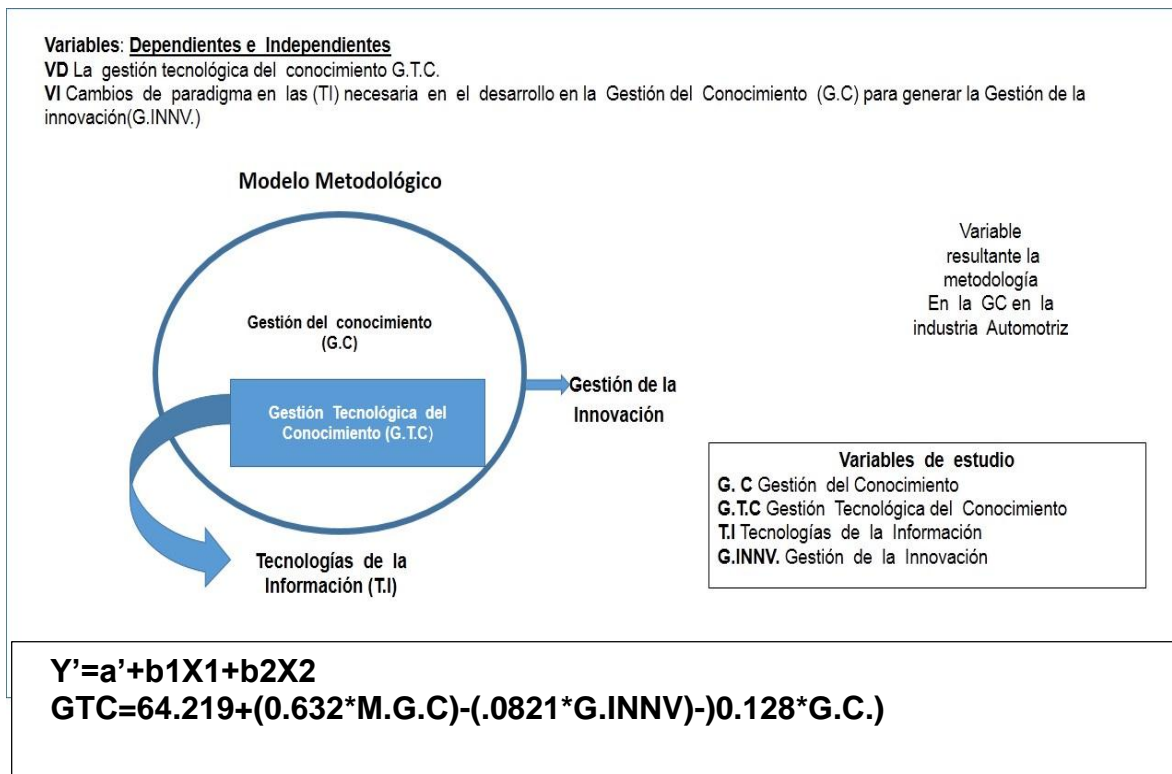 Variables: Dependientes e Independientes
VD La gestión tecnológica del conocimiento G.T.C.
VI Cambios de paradigma en las (TI) necesaria en el desarrollo en la Gestión del Conocimiento (G.C) para generar la Gestión de la
innovación(G.INNV.)
Modelo Metodológico
Gestión del conocimiento
(G.C)
Gestión Tecnológica del
Conocimiento (G.T.C)
Gestión de la
Innovación
Tecnologías de la
Información (T.I)
Variable
resultante la
metodología
En la GC en la
industria Automotriz
Variables de estudio
G. C Gestión del Conocimiento
G.T.C Gestión Tecnológica del Conocimiento
T.I Tecnologías de la Información
G.INNV. Gestión de la Innovación
Y’=a’+b1X1+b2X2
GTC=64.219+(0.632*M.G.C)-(.0821*G.INNV)-)0.128*G.C.)